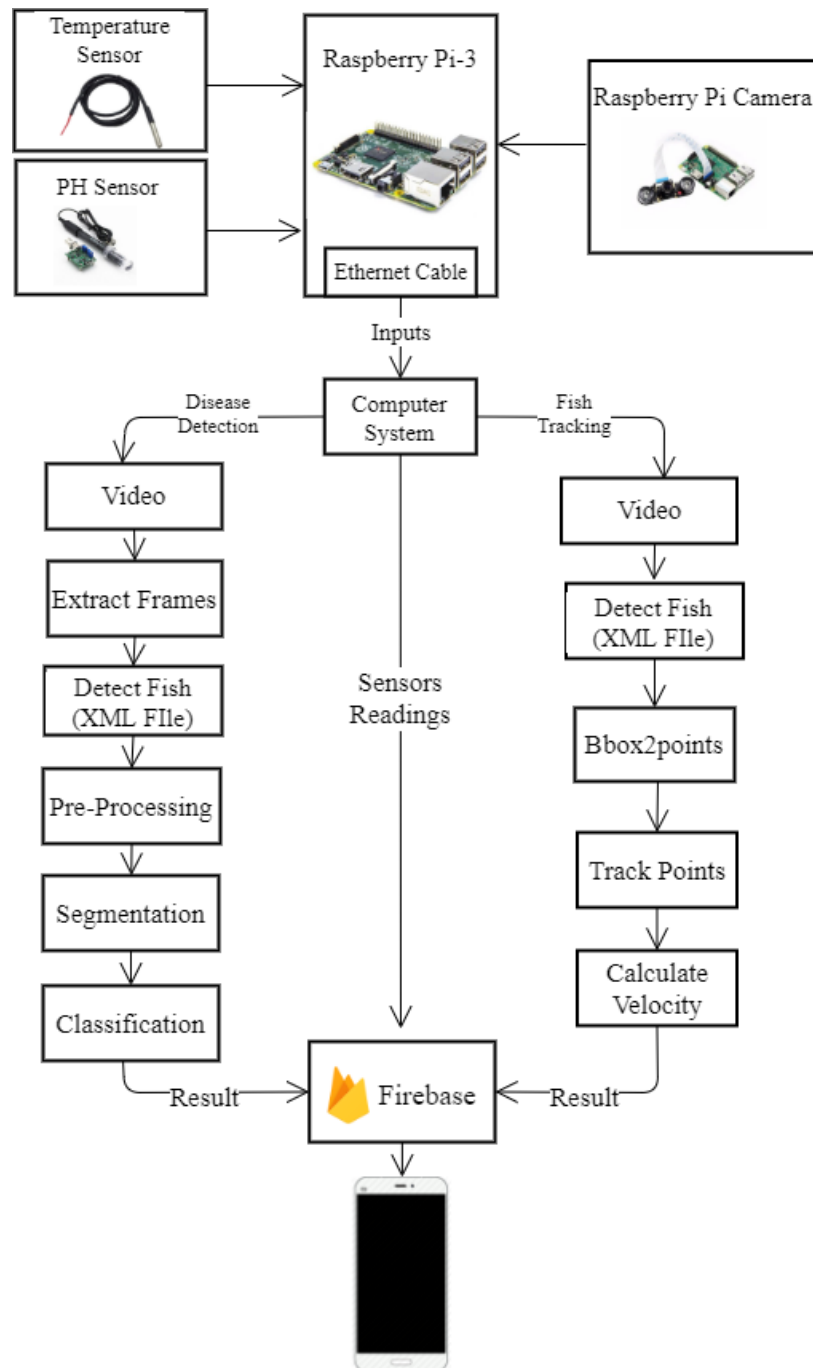 Temperature
Sensor
Raspberry Pi-3
Raspberry Pi Camera
PH Sensor
Ethernet Cable
Inputs
Disease
Detection
Computer
System
Fish
Tracking
Video
Extract Frames
Detect Fish
(XML FIle)
Pre-Processing
Segmentation
Classification
Result
Sensors
Readings
Video
Detect Fish
(XML FIle)
Bbox2points
Track Points
Calculate
Velocity
Result
Firebase